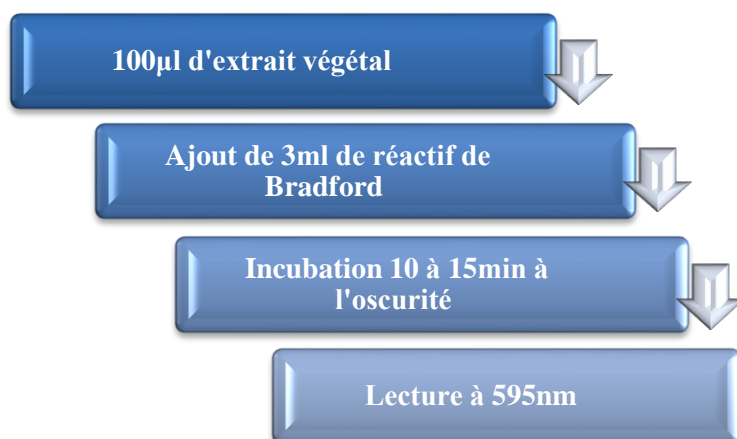 100µl d'extrait végétal
Ajout de 3ml de réactif de
Bradford
Incubation 10 à 15min à
l'oscurité
Lecture à 595nm